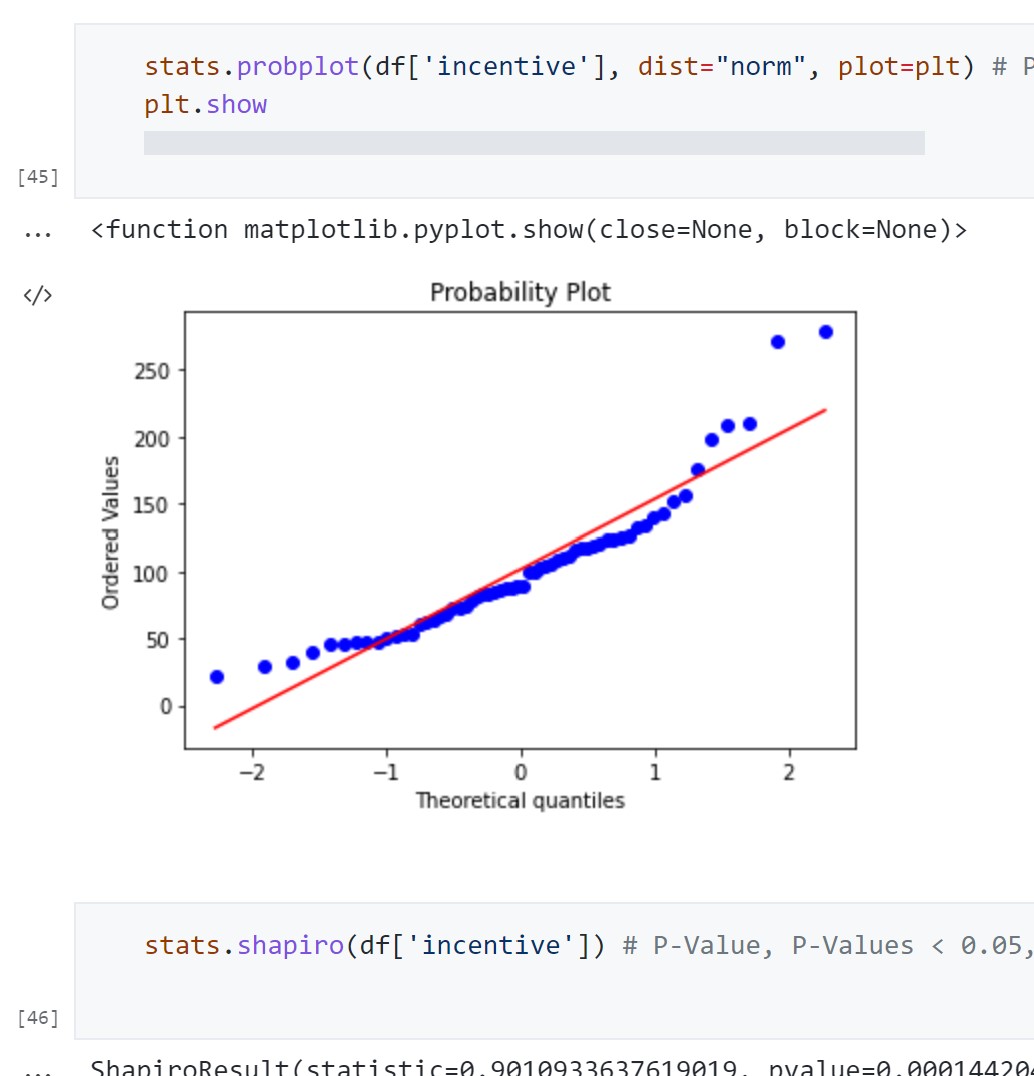 stats.probplot(df['incentive'], dist="norm", plot=plt) # P
plt.show
[45]
... <function matplotlib.pyplot.show(close=None, block=None)>
</>
Probability Plot
250
200
150
100
50
0
Ordered Values
−2 −1 0 1 2
Theoretical quantiles
stats.shapiro(df['incentive']) # P-Value, P-Values < 0.05,
[46]
... ShapiroResult(statistic=0.9010933637619019, pvalue=0.00014420